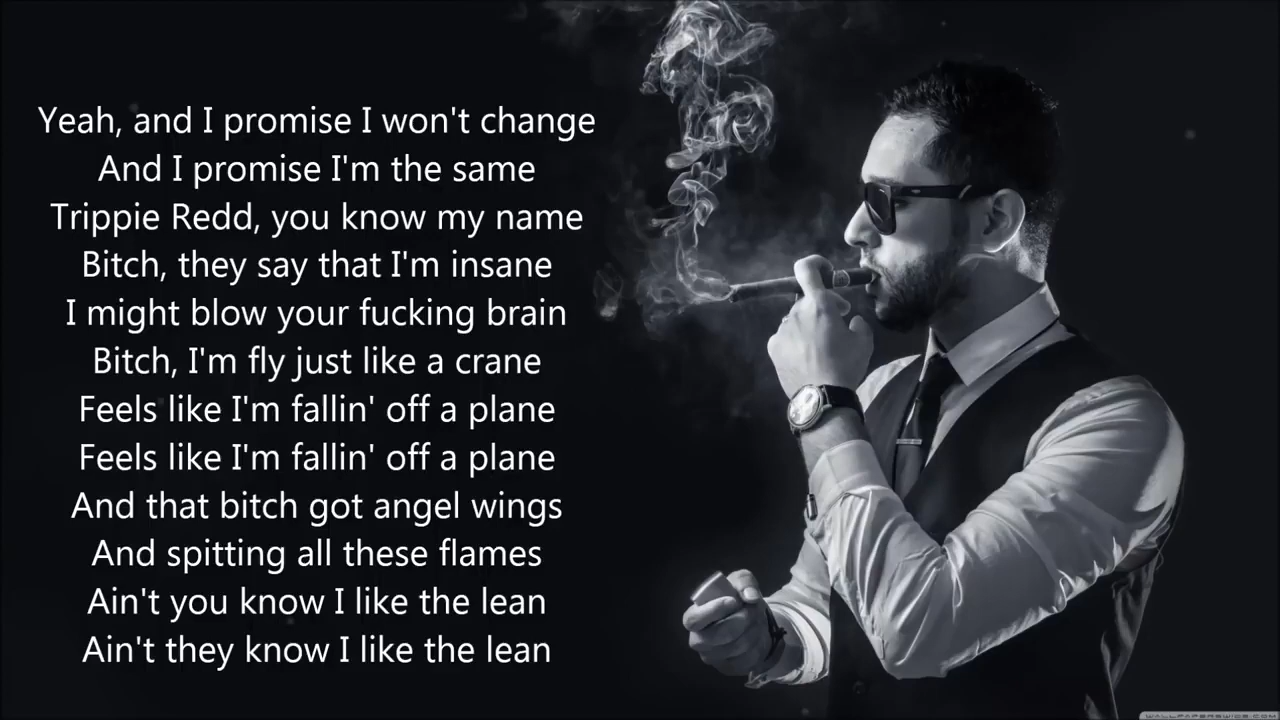 Yeah, and I promise I won't change
And I promise I'm the same
Trippie Redd, you know my name
Bitch, they say that I'm insane
I might blow your fucking brain
Bitch, I'm fly just like a crane
Feels like I'm fallin' off a plane
Feels like I'm fallin' off a plane
And that bitch got angel wings
And spitting all these flames
Ain't you know I like the lean
Ain't they know I like the lean
WALLPAPERSWIDE.COM